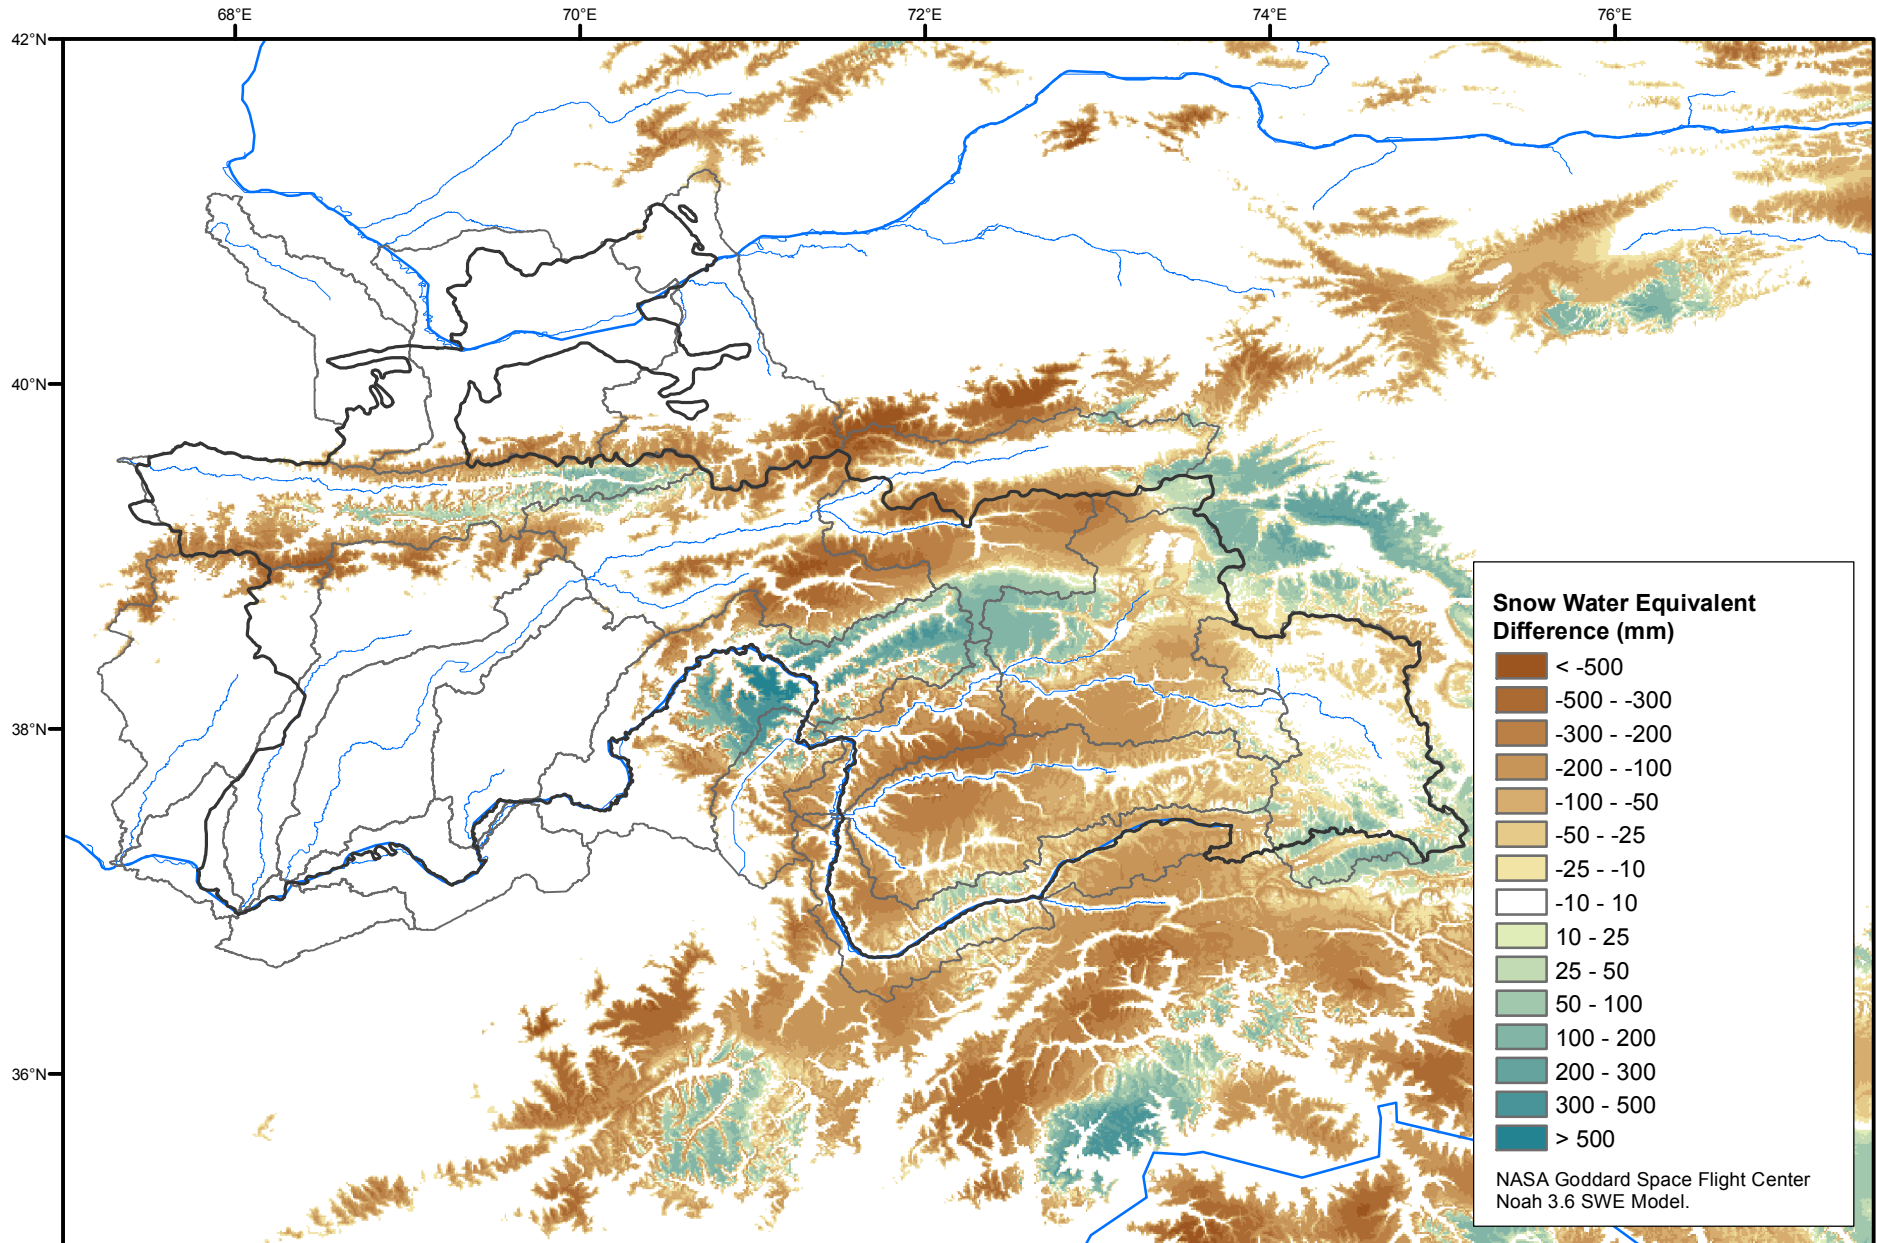 68°E 70°E 72°E 74°E 76°E
42°N
40°N
38°N
36°N
Snow Water Equivalent
Difference (mm)
< -500
-500 - -300
-300 - -200
-200 - -100
-100 - -50
-50 - -25
-25 - -10
-10 - 10
10 - 25
25 - 50
50 - 100
100 - 200
200 - 300
300 - 500
> 500
NASA Goddard Space Flight Center
Noah 3.6 SWE Model.